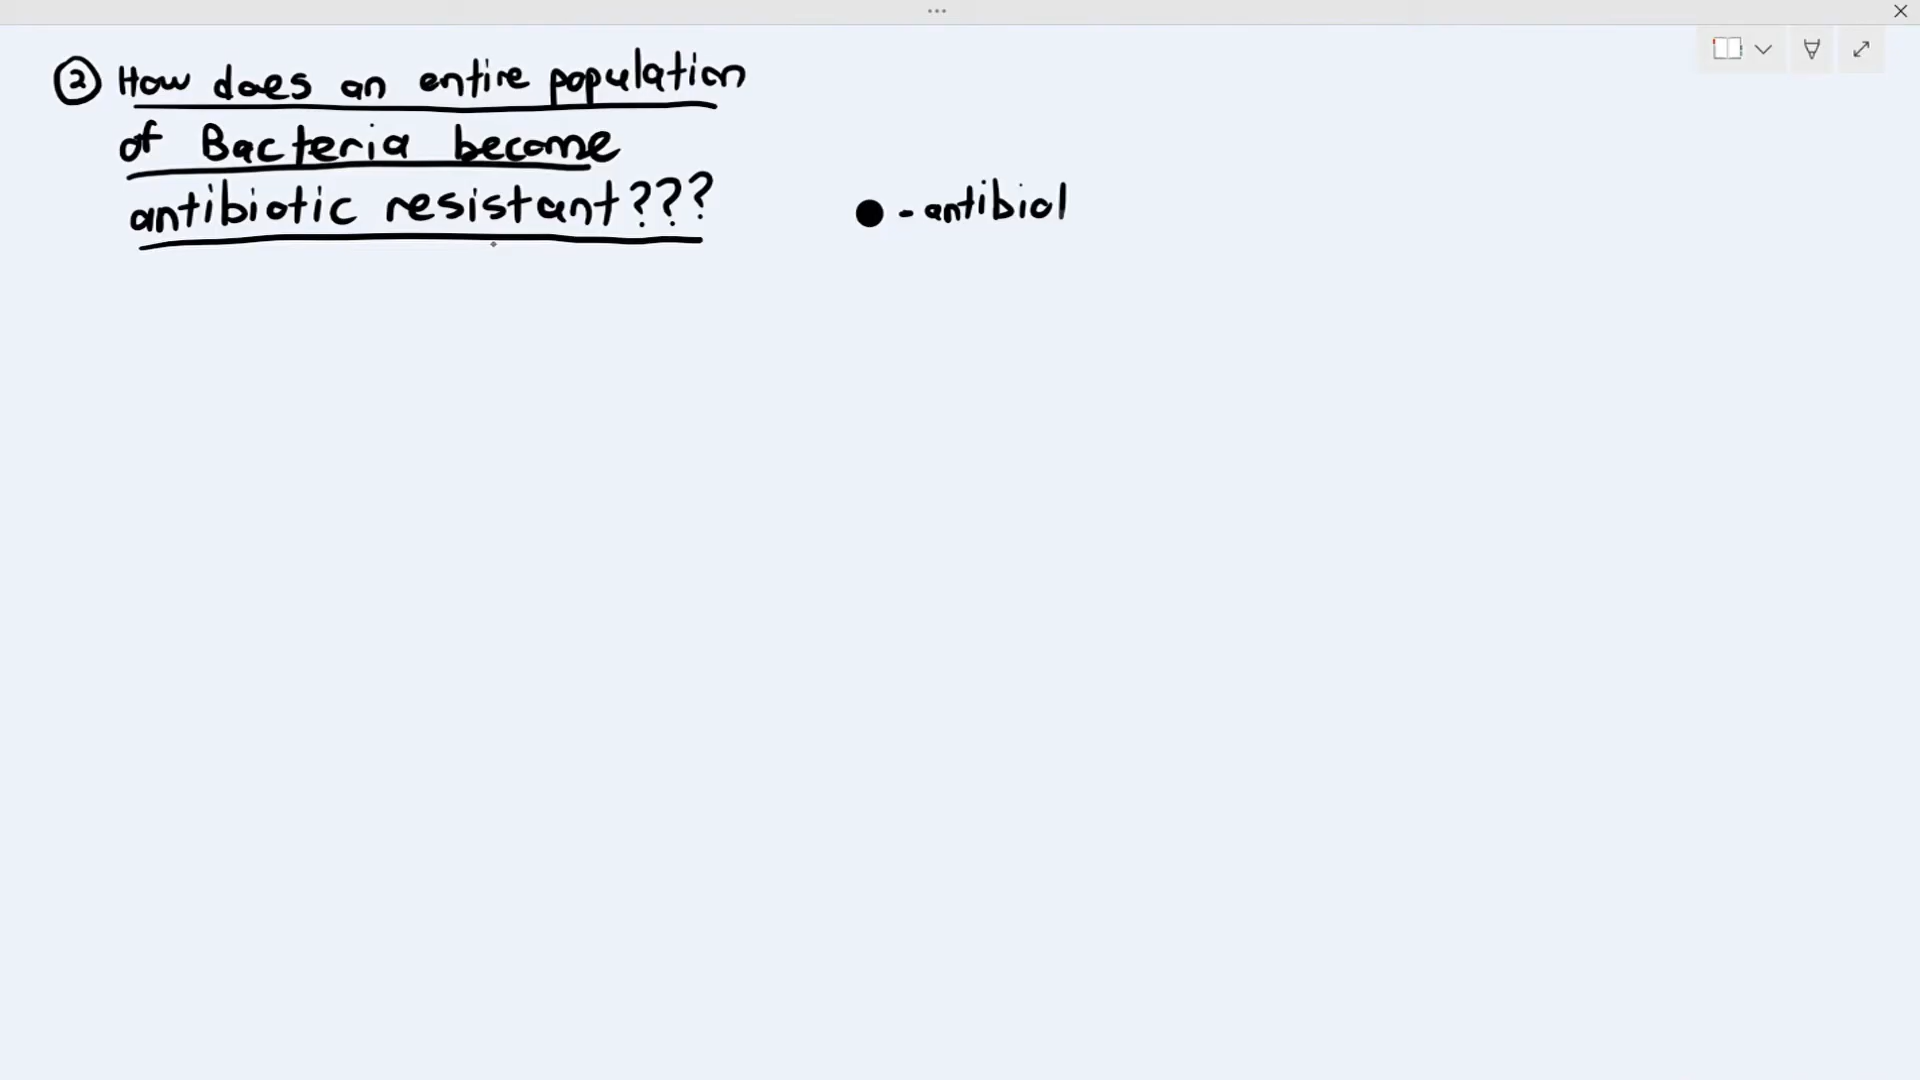 ② How does an entire population
of Bacteria become
antibiotic resistant???
● - antibiol